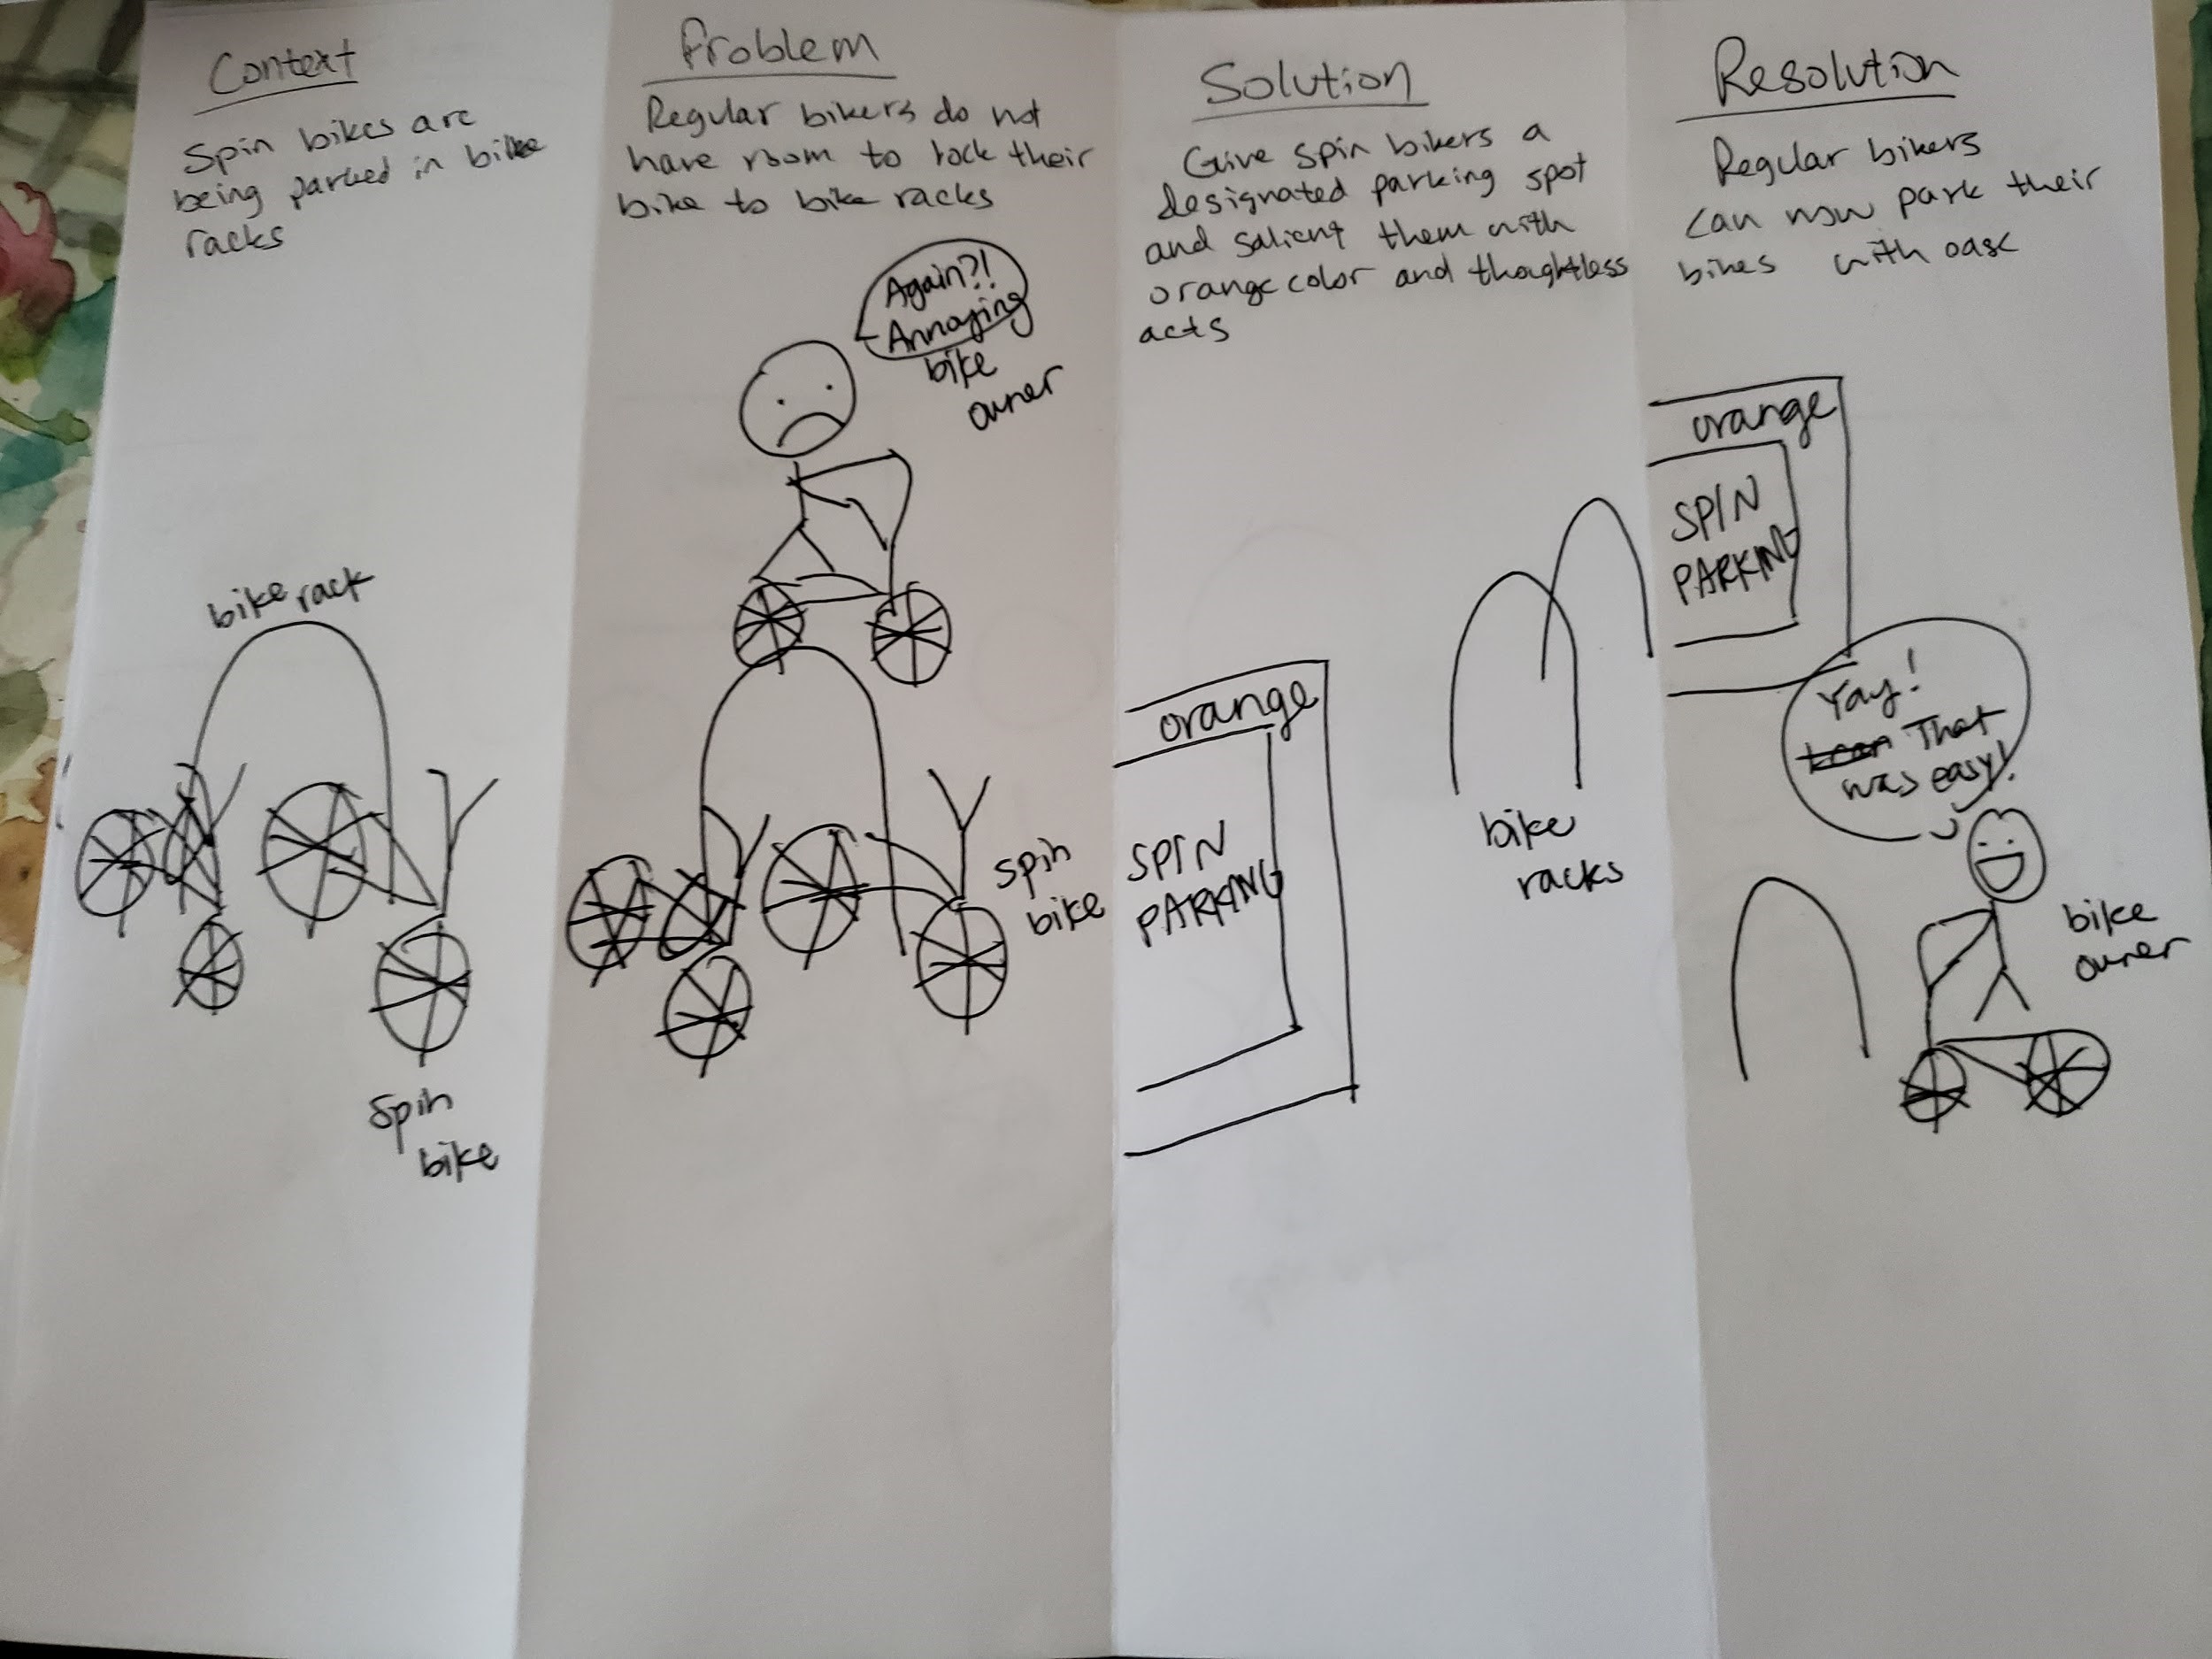 Context
Spin bikes are
being parked in bike
racks
bike rack
Spin
bike
Problem
Regular bikers do not
have room to lock their
bike to bike racks
Again?!
Annoying
bike
owner
spin
bike
Solution
Give spin bikers a
designated parking spot
and salient them with
orange color and thoughtless
acts
orange
SPIN
PARKING
bike
racks
Resolution
Regular bikers
can now park their
bikes with ease
orange
SPIN
PARKING
Yay!
That
was easy!
bike
owner